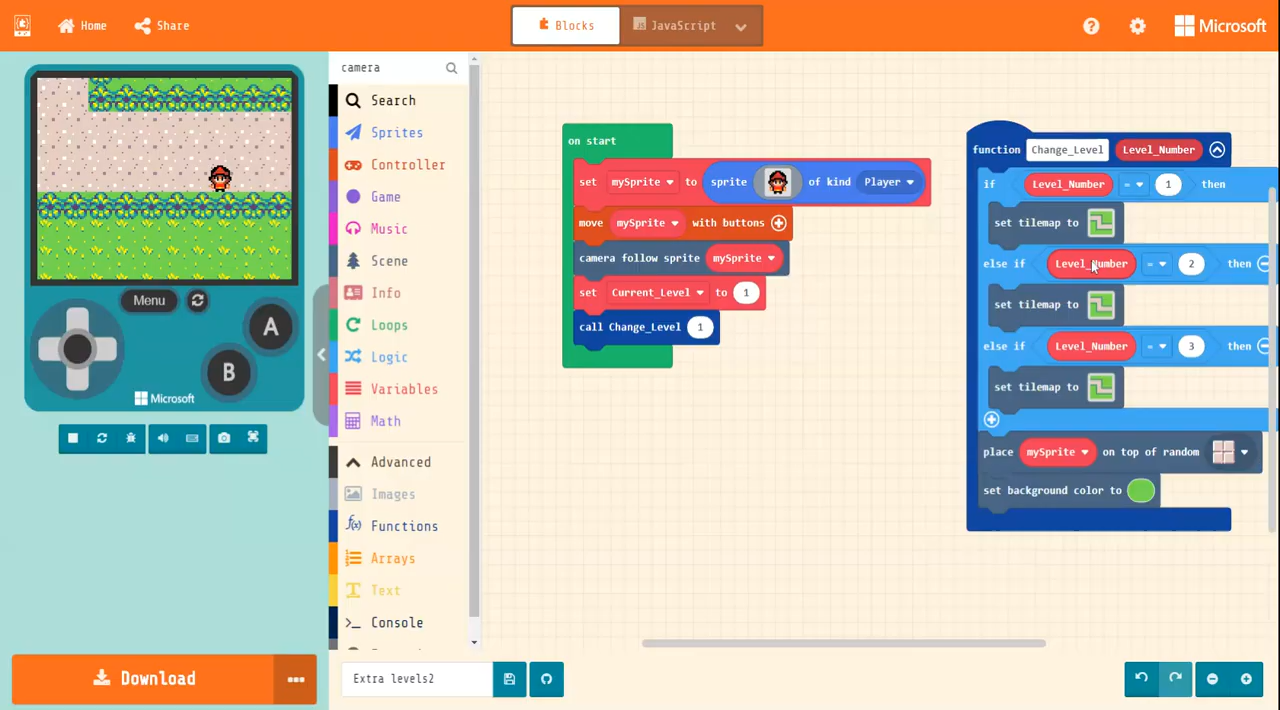 Home
Share
Blocks
JavaScript
Microsoft
Menu
A
B
Microsoft
Download
camera
Search
Sprites
Controller
Game
Music
Scene
Info
Loops
Logic
Variables
Math
Advanced
Images
Functions
Arrays
Text
Console
Extra levels2
on start
set mySprite to sprite of kind Player
move mySprite with buttons
camera follow sprite mySprite
set Current_Level to 1
call Change_Level 1
function Change_Level Level_Number
if Level_Number = 1 then
set tilemap to
else if Level_Number = 2 then
set tilemap to
else if Level_Number = 3 then
set tilemap to
place mySprite on top of random
set background color to